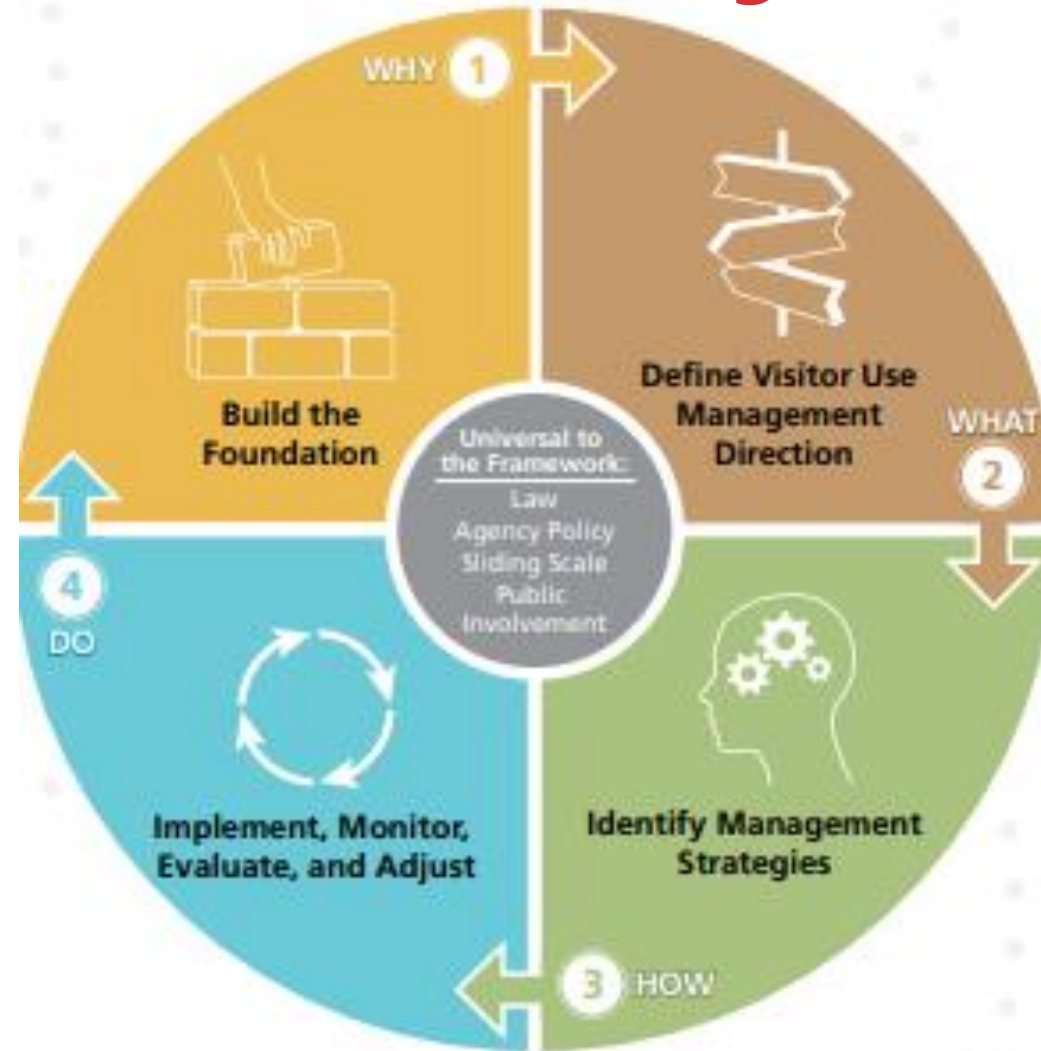 WHY 1
Build the
Foundation
Define Visitor Use
Management
Direction
WHAT
2
Universal to
the Framework:
Law
Agency Policy
Sliding Scale
Public
Involvement
Identify Management
Strategies
3 HOW
4
DO
Implement, Monitor,
Evaluate, and Adjust